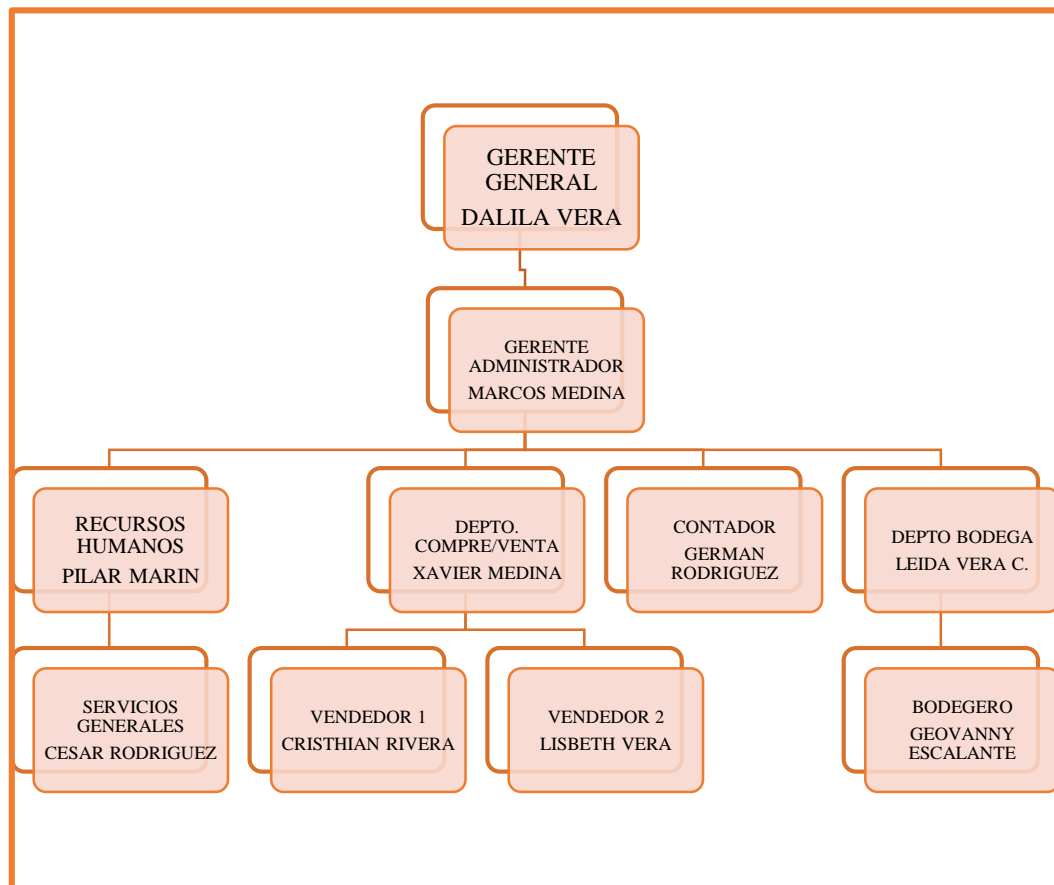 GERENTE
GENERAL
DALILA VERA
GERENTE
ADMINISTRADOR
MARCOS MEDINA
RECURSOS
HUMANOS
PILAR MARIN
DEPTO.
COMPRE/VENTA
XAVIER MEDINA
CONTADOR
GERMAN
RODRIGUEZ
DEPTO BODEGA
LEIDA VERA C.
SERVICIOS
GENERALES
CESAR RODRIGUEZ
VENDEDOR 1
CRISTHIAN RIVERA
VENDEDOR 2
LISBETH VERA
BODEGERO
GEOVANNY
ESCALANTE